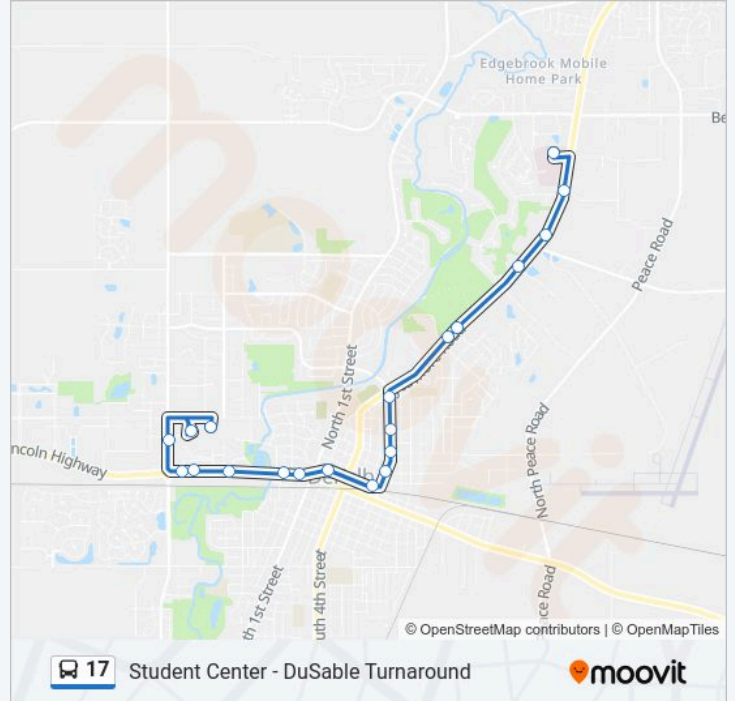 Edgebrook Mobile
Home Park
Be
Peace Road
North 1st Street
North Peace Road
ncoln Highway
DeKalb
th 1st Street
uth 4th Street
ace Road
© OpenStreetMap contributors | © OpenMapTiles
17 Student Center - DuSable Turnaround
moovit